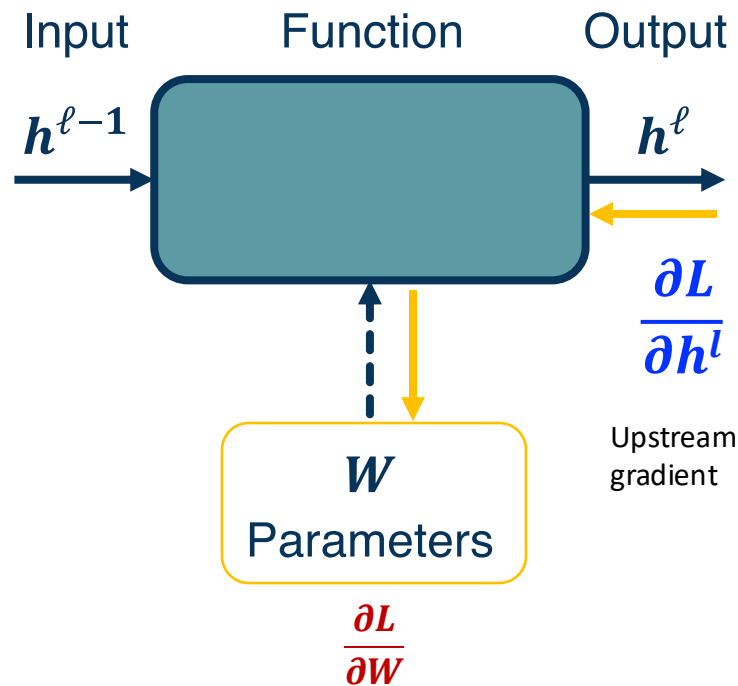 Input Function Output
h^{ℓ−1} h^ℓ
∂L
∂h^l
Upstream
gradient
W
Parameters
∂L
∂W